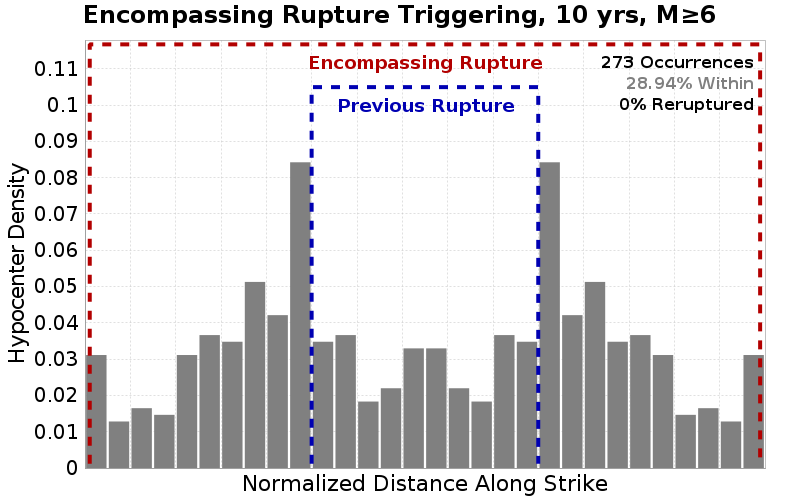 Encompassing Rupture Triggering, 10 yrs, M≥6
Encompassing Rupture
273 Occurrences
28.94% Within
0% Reruptured
Previous Rupture
Hypocenter Density
0.11
0.1
0.09
0.08
0.07
0.06
0.05
0.04
0.03
0.02
0.01
0
Normalized Distance Along Strike